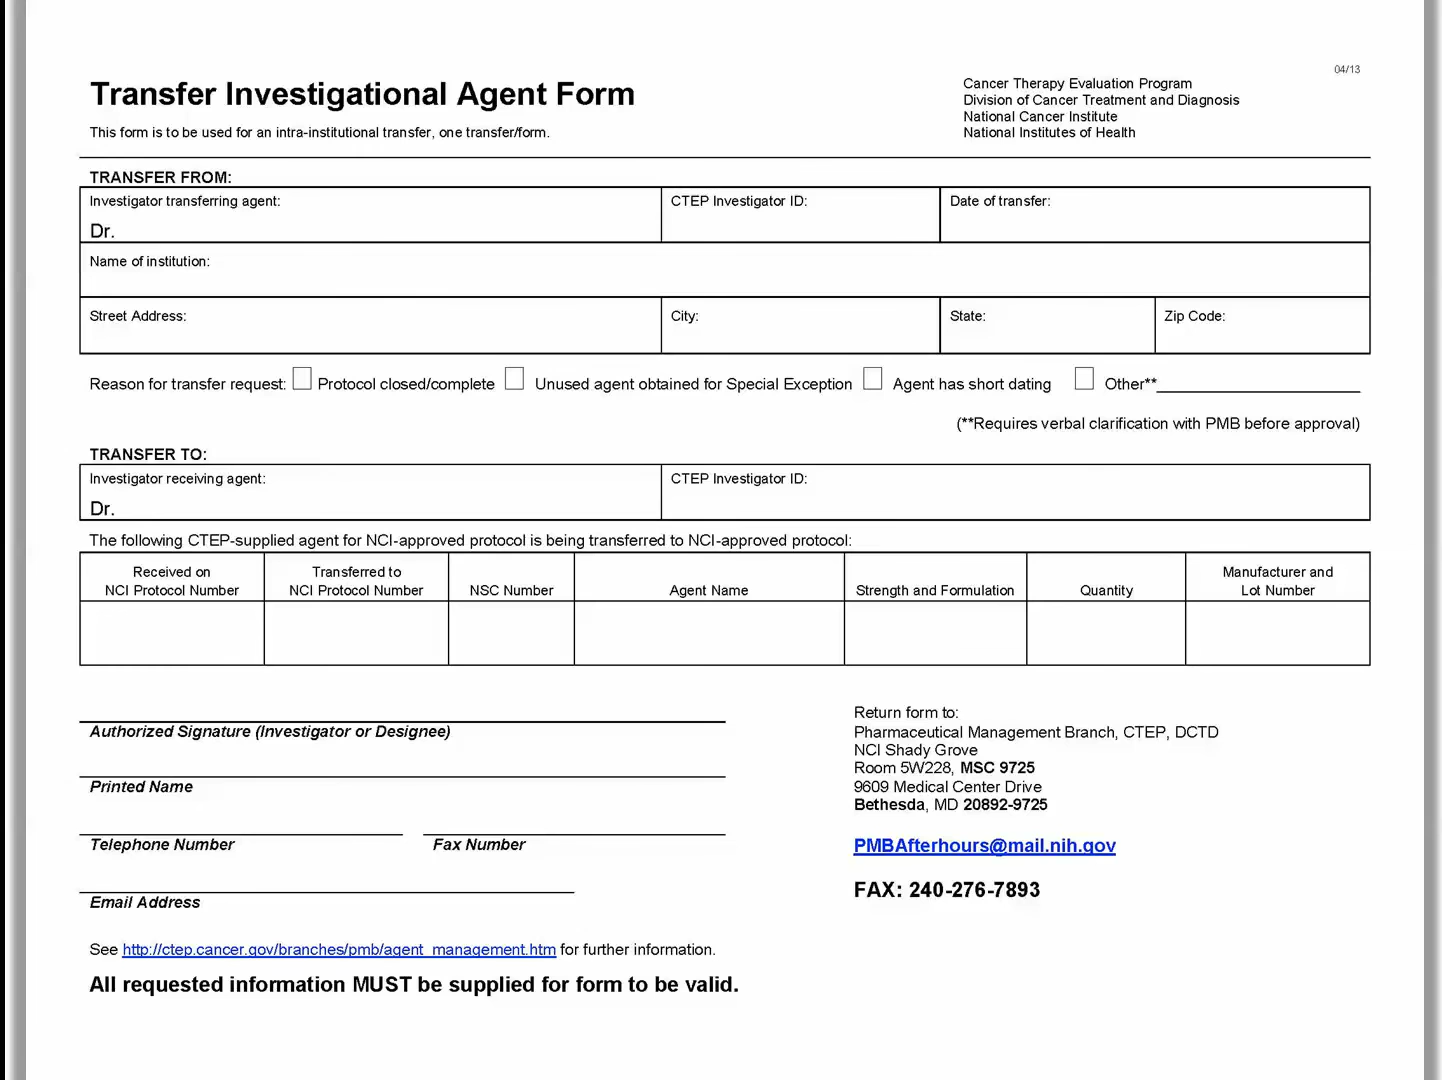 04/13
Transfer Investigational Agent Form
This form is to be used for an intra-institutional transfer, one transfer/form.
Cancer Therapy Evaluation Program
Division of Cancer Treatment and Diagnosis
National Cancer Institute
National Institutes of Health
TRANSFER FROM:
Investigator transferring agent:
Dr.
CTEP Investigator ID:
Date of transfer:
Name of institution:
Street Address:
City:
State:
Zip Code:
Reason for transfer request: Protocol closed/complete Unused agent obtained for Special Exception Agent has short dating Other**
(**Requires verbal clarification with PMB before approval)
TRANSFER TO:
Investigator receiving agent:
Dr.
CTEP Investigator ID:
The following CTEP-supplied agent for NCI-approved protocol is being transferred to NCI-approved protocol:
Received on
NCI Protocol Number
Transferred to
NCI Protocol Number
NSC Number
Agent Name
Strength and Formulation
Quantity
Manufacturer and
Lot Number
Authorized Signature (Investigator or Designee)
Printed Name
Telephone Number
Fax Number
Email Address
Return form to:
Pharmaceutical Management Branch, CTEP, DCTD
NCI Shady Grove
Room 5W228, MSC 9725
9609 Medical Center Drive
Bethesda, MD 20892-9725
PMBAfterhours@mail.nih.gov
FAX: 240-276-7893
See http://ctep.cancer.gov/branches/pmb/agent_management.htm for further information.
All requested information MUST be supplied for form to be valid.